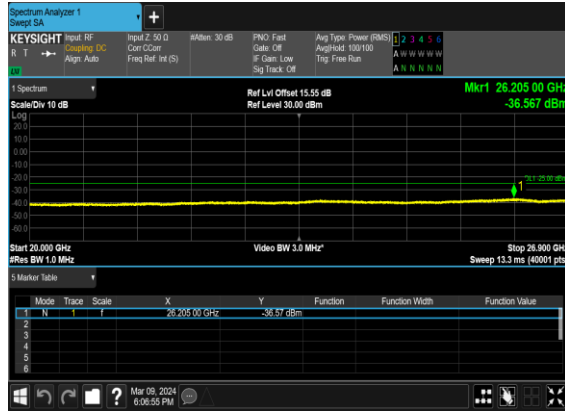 Spectrum Analyzer 1
Swept SA
+
KEYSIGHT Input: RF Input Z: 50 Ω #Atten: 30 dB PNO: Fast Avg Type: Power (RMS) 1 2 3 4 5 6
R T Coupling: DC Corr CCorr Gate: Off Avg|Hold: 100/100 A W W W W W
Align: Auto Freq Ref: Int (S) IF Gain: Low Trig: Free Run
Sig Track: Off A N N N N N
1 Spectrum Ref Lvl Offset 15.55 dB Mkr1 26.205 00 GHz
Scale/Div 10 dB Ref Level 30.00 dBm -36.567 dBm
Log
20.0
10.0
0.00
-10.0
-20.0
DL1 -25.00 dBm
1
-30.0
-40.0
-50.0
-60.0
Start 20.000 GHz Video BW 3.0 MHz* Stop 26.900 GHz
#Res BW 1.0 MHz Sweep 13.3 ms (40001 pts)
5 Marker Table
Mode Trace Scale X Y Function Function Width Function Value
1 N 1 f 26.205 00 GHz -36.57 dBm
2
3
4
5
6
? Mar 09, 2024
6:06:55 PM